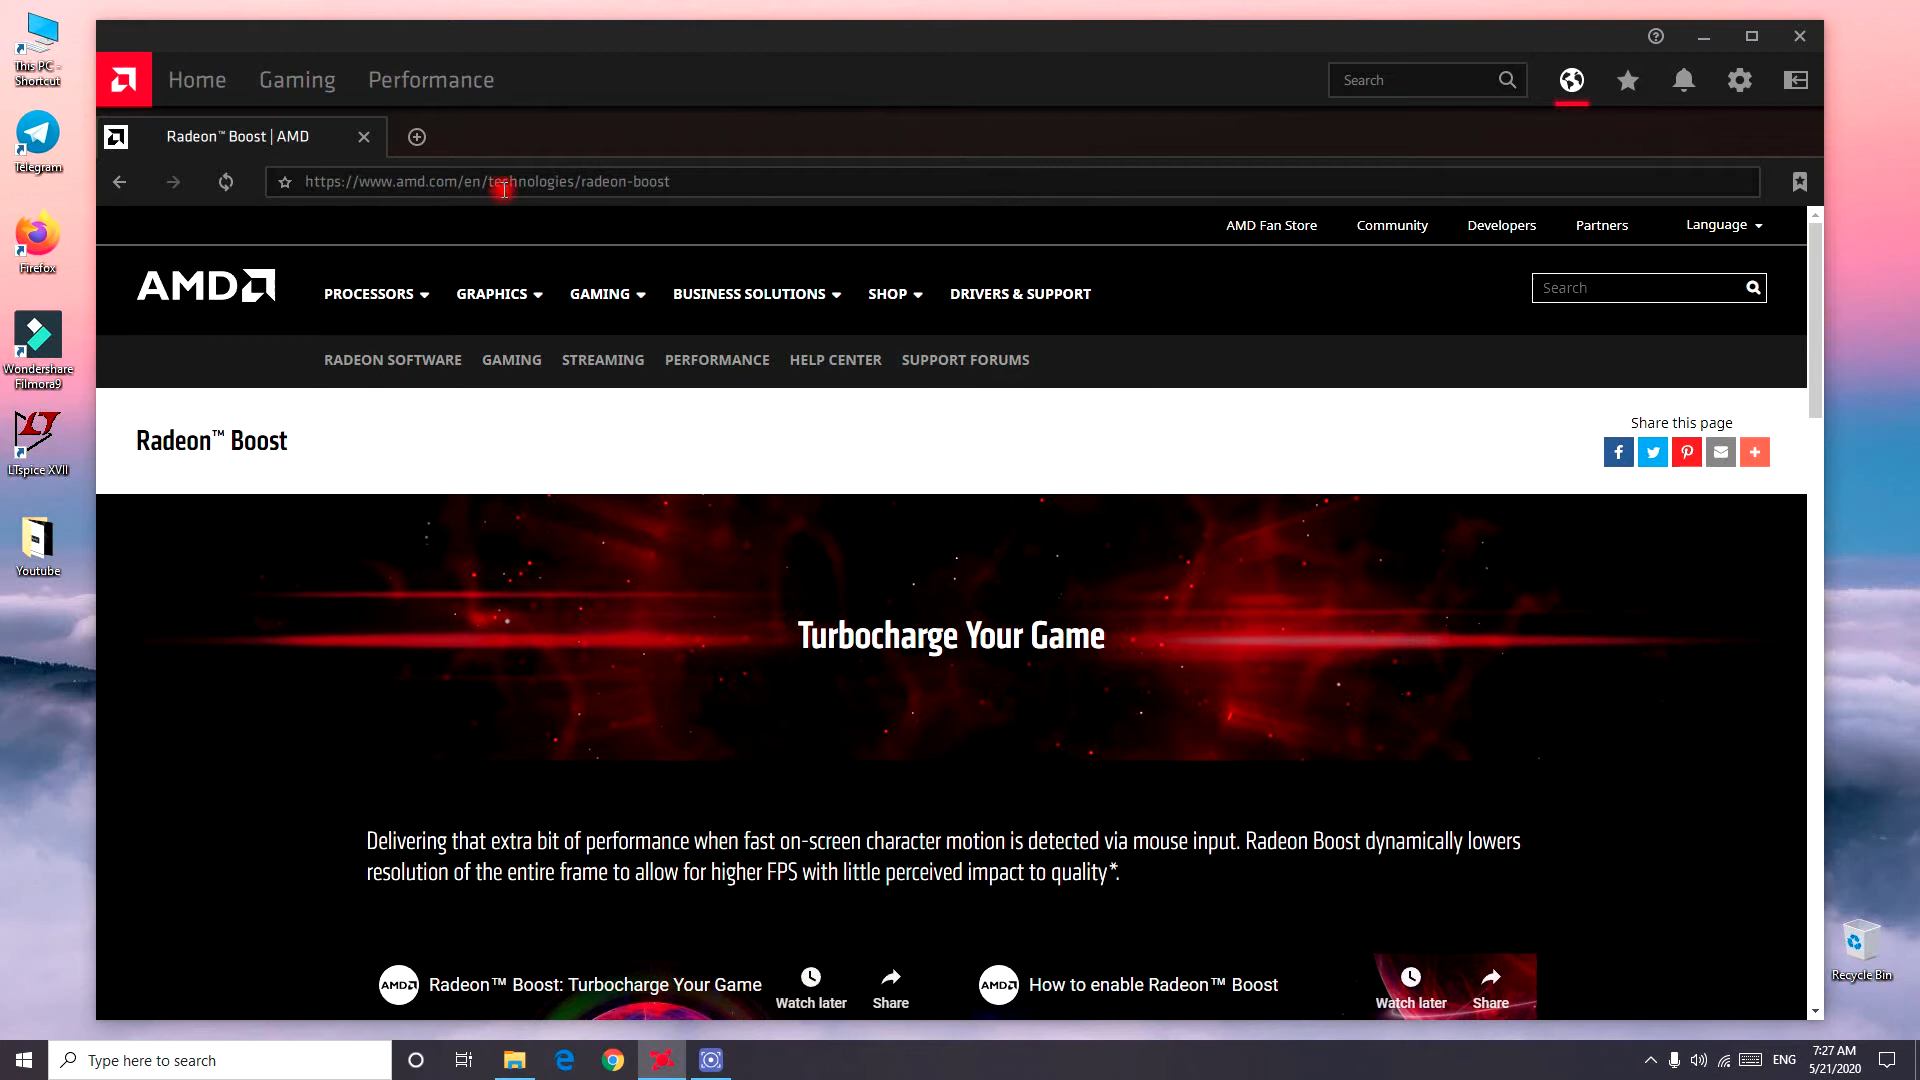 This PC -
Shortcut
Telegram
Firefox
Wondershare
Filmora9
LTspice XVII
Youtube
Recycle Bin
Home
Gaming
Performance
Search
Radeon™ Boost | AMD
https://www.amd.com/en/technologies/radeon-boost
AMD Fan Store
Community
Developers
Partners
Language
AMD
PROCESSORS
GRAPHICS
GAMING
BUSINESS SOLUTIONS
SHOP
DRIVERS & SUPPORT
Search
RADEON SOFTWARE
GAMING
STREAMING
PERFORMANCE
HELP CENTER
SUPPORT FORUMS
Radeon™ Boost
Share this page
Turbocharge Your Game
Delivering that extra bit of performance when fast on-screen character motion is detected via mouse input. Radeon Boost dynamically lowers
resolution of the entire frame to allow for higher FPS with little perceived impact to quality*.
AMD
Radeon™ Boost: Turbocharge Your Game
Watch later
Share
AMD
How to enable Radeon™ Boost
Watch later
Share
Type here to search
ENG
7:27 AM
5/21/2020